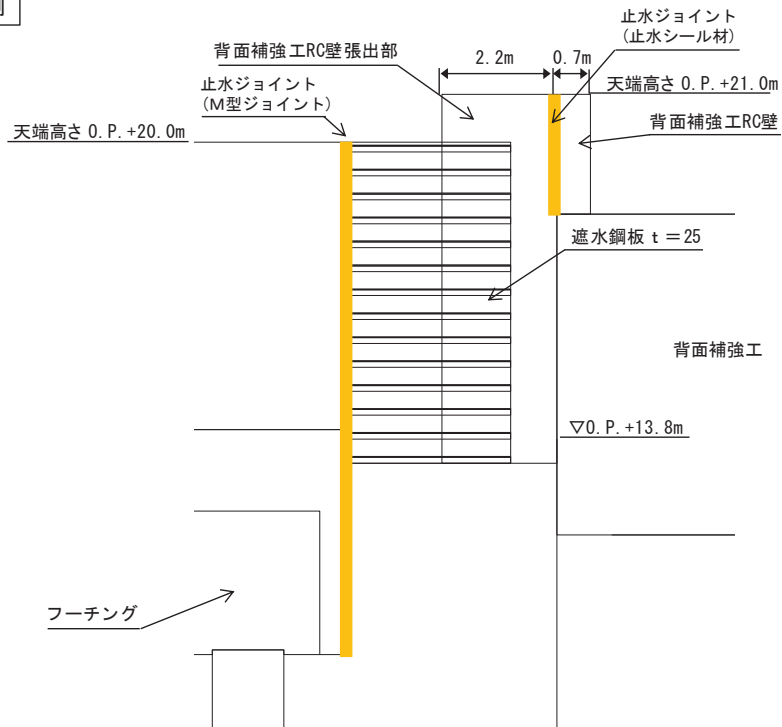 止水ジョイント
(止水シール材)
背面補強工RC壁張出部
2.2m
0.7m
止水ジョイント
(M型ジョイント)
天端高さ O.P.+21.0m
天端高さ O.P.+20.0m
背面補強工RC壁
遮水鋼板 t=25
背面補強工
▽O.P.+13.8m
フーチング